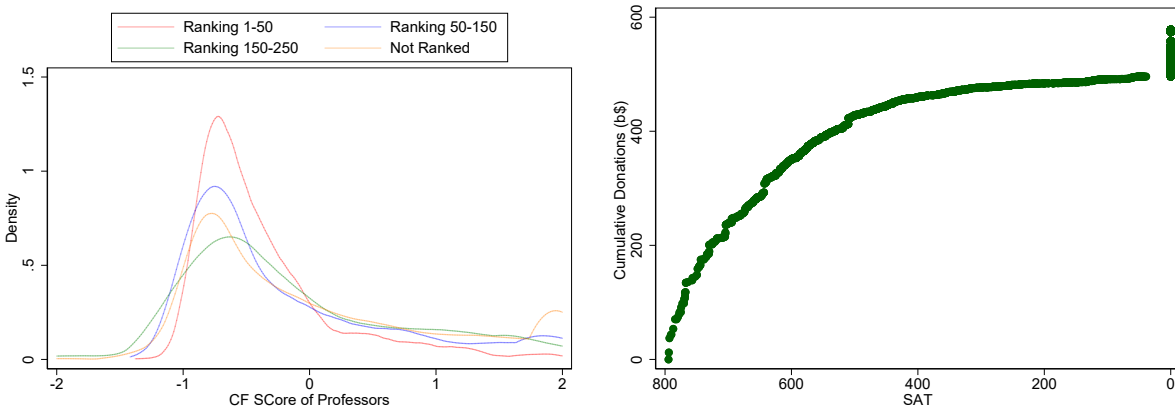 Ranking 1-50 Ranking 50-150
Ranking 150-250 Not Ranked
1.5
1
.5
0
Density
-2 -1 0 1 2
CF SCore of Professors
600
400
200
0
Cumulative Donations (b$)
800 600 400 200 0
SAT